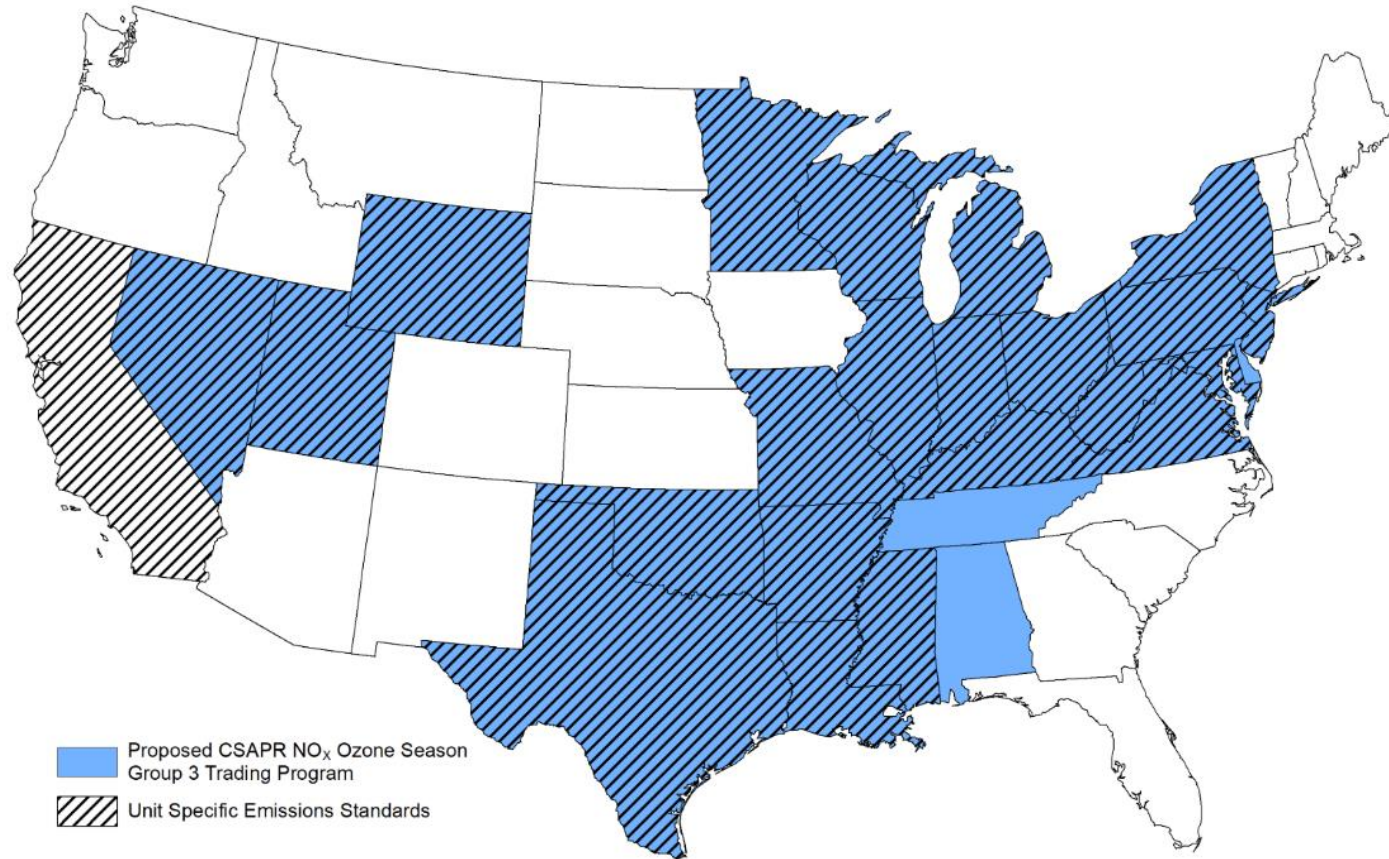 Proposed CSAPR NOX Ozone Season
Group 3 Trading Program
Unit Specific Emissions Standards